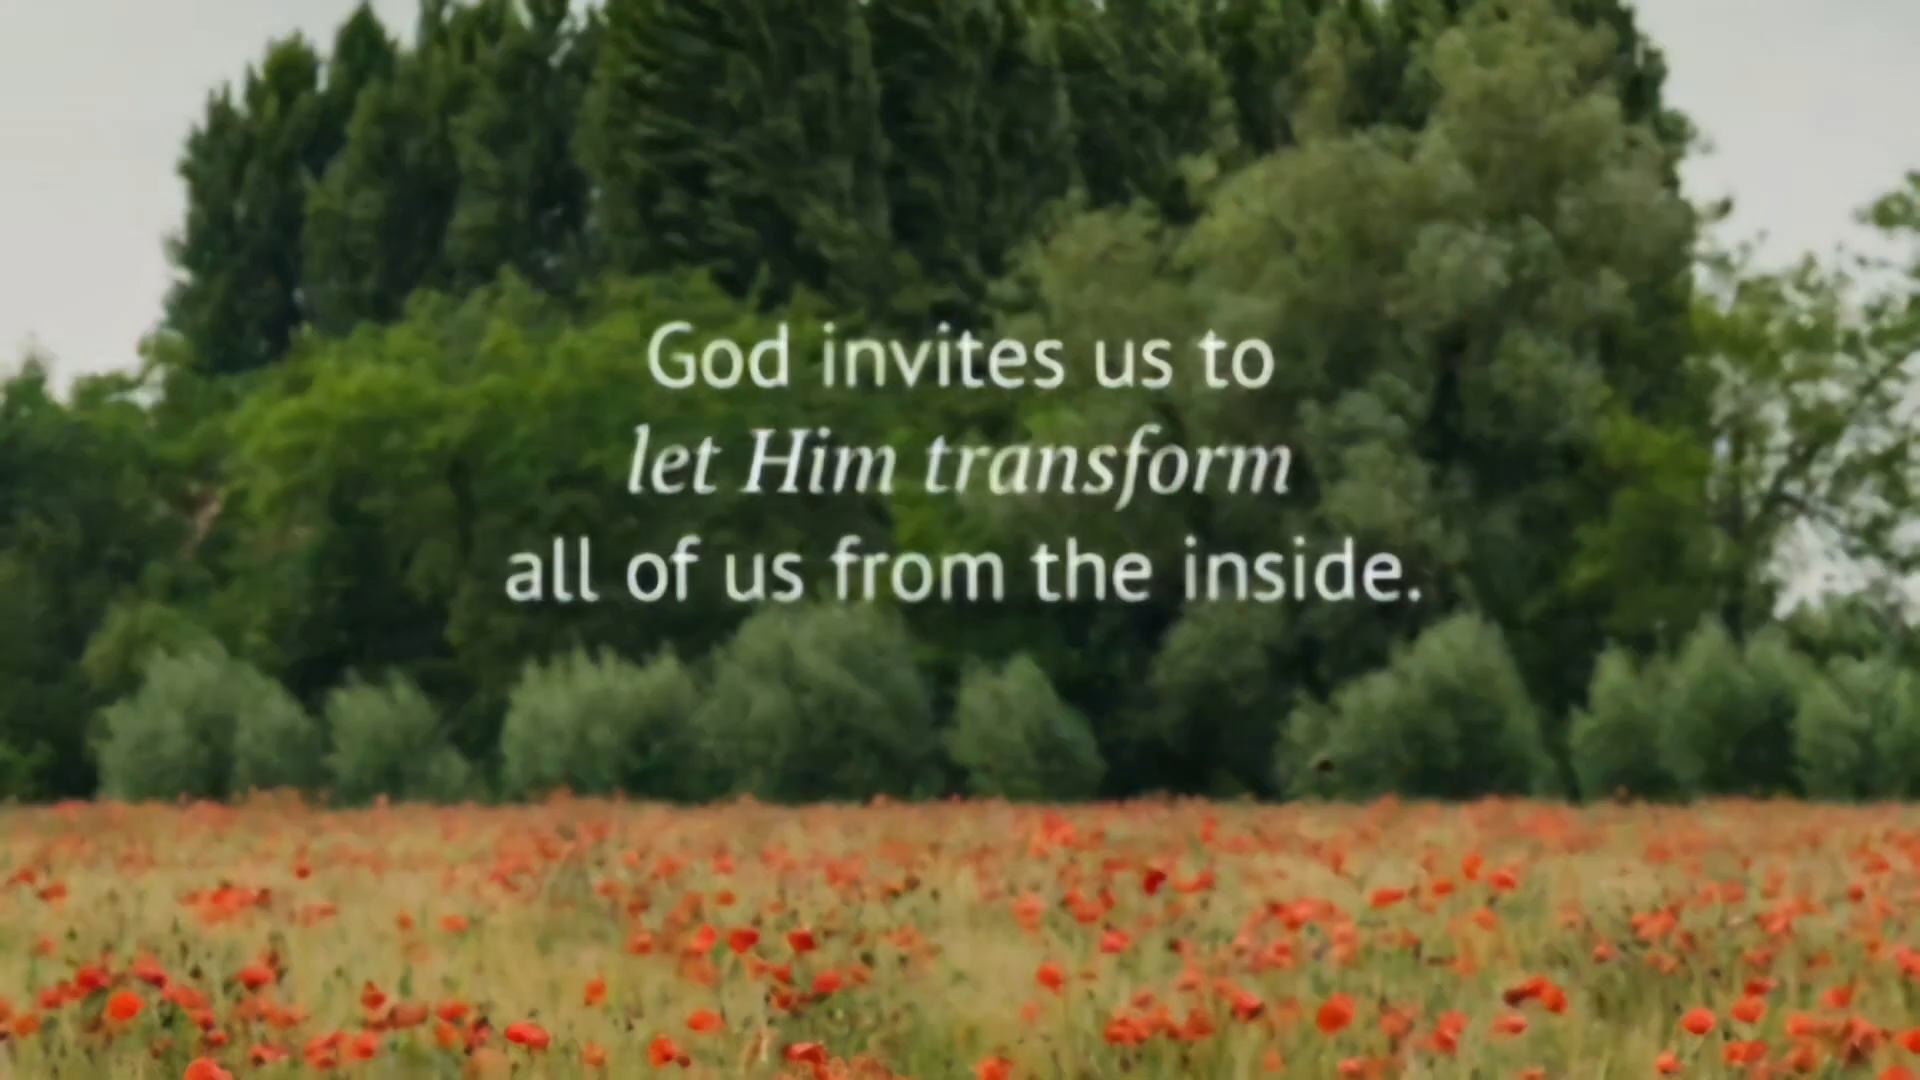 God invites us to
let Him transform
all of us from the inside.